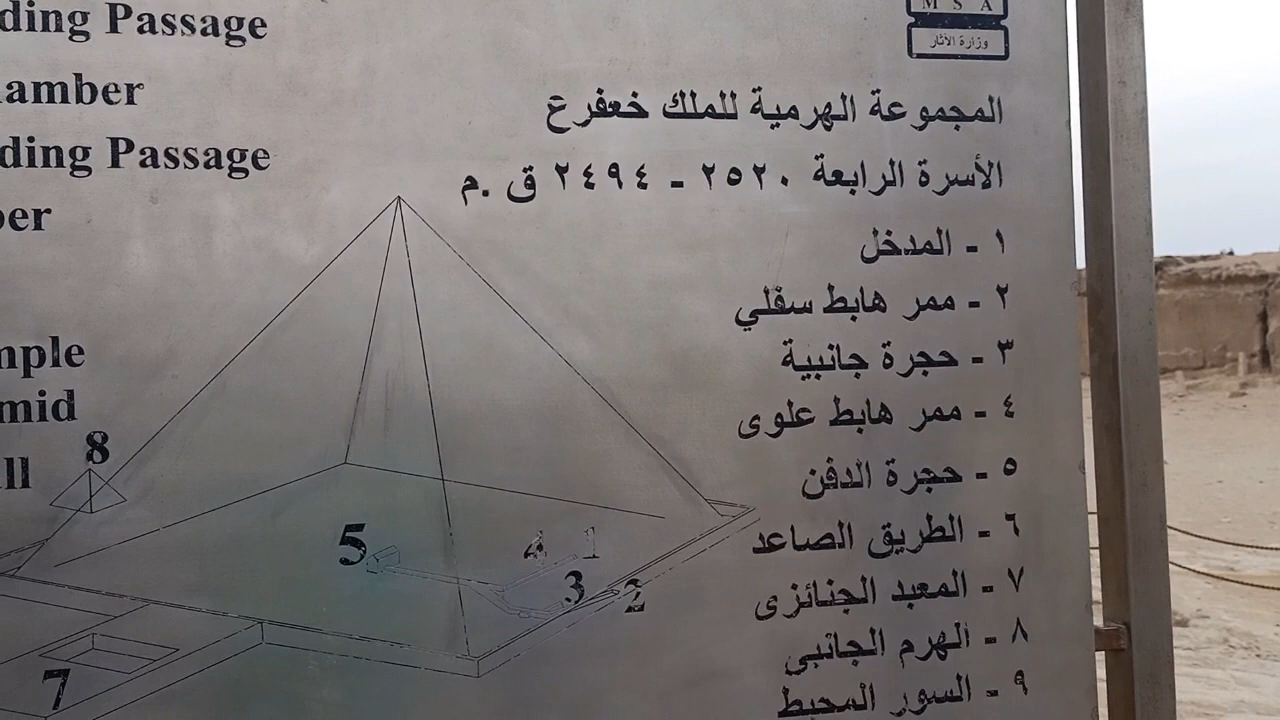 ding Passage
amber
ding Passage
ber
mple
mid
ll
M S A
وزارة الآثار
المجموعة الهرمية للملك خعفرع
الأسرة الرابعة ٢٥٢٠ - ٢٤٩٤ ق .م
١ - المدخل
٢ - ممر هابط سفلي
٣ - حجرة جانبية
٤ - ممر هابط علوى
٥ - حجرة الدفن
٦ - الطريق الصاعد
٧ - المعبد الجنائزى
٨ - الهرم الجانبى
٩ - السور المحيط
8
5
4
1
3
2
7